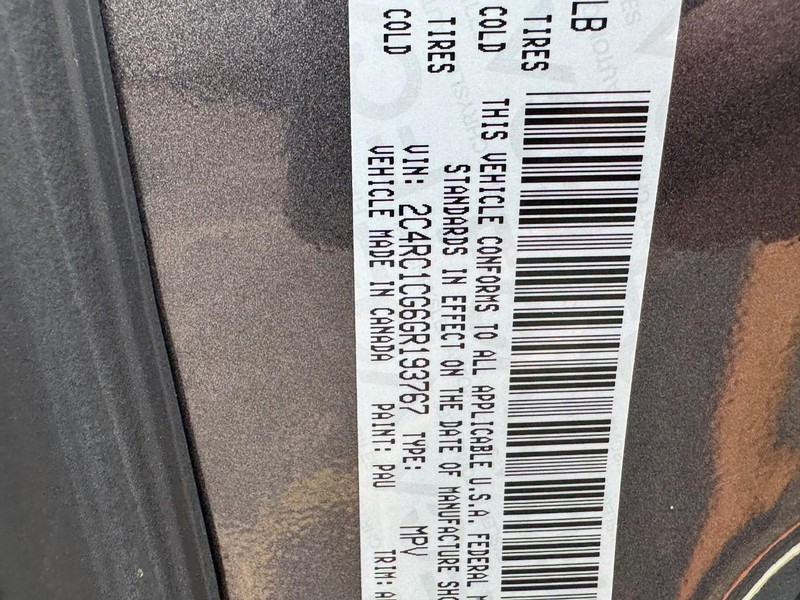 LB
TIRES
COLD
TIRES
COLD
THIS VEHICLE CONFORMS TO ALL APPLICABLE U.S.A. FEDERAL M
STANDARDS IN EFFECT ON THE DATE OF MANUFACTURE SHO
VIN: 2C4RC1CG6GR193767 TYPE: MPV
VEHICLE MADE IN CANADA PAINT: PAU TRIM: A